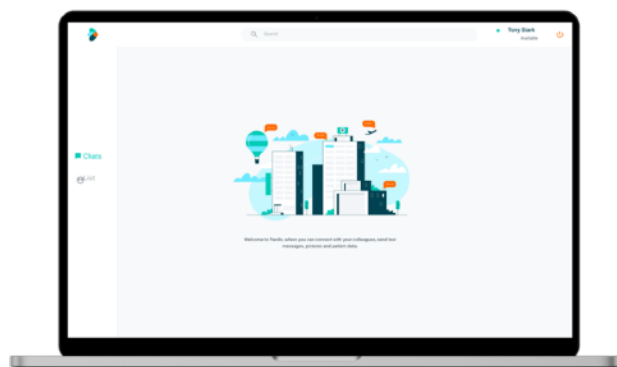 Search
Tony Stark
Available
Chats
List
Welcome to Pando, where you can connect with your colleagues, send text
messages, pictures and patient data.